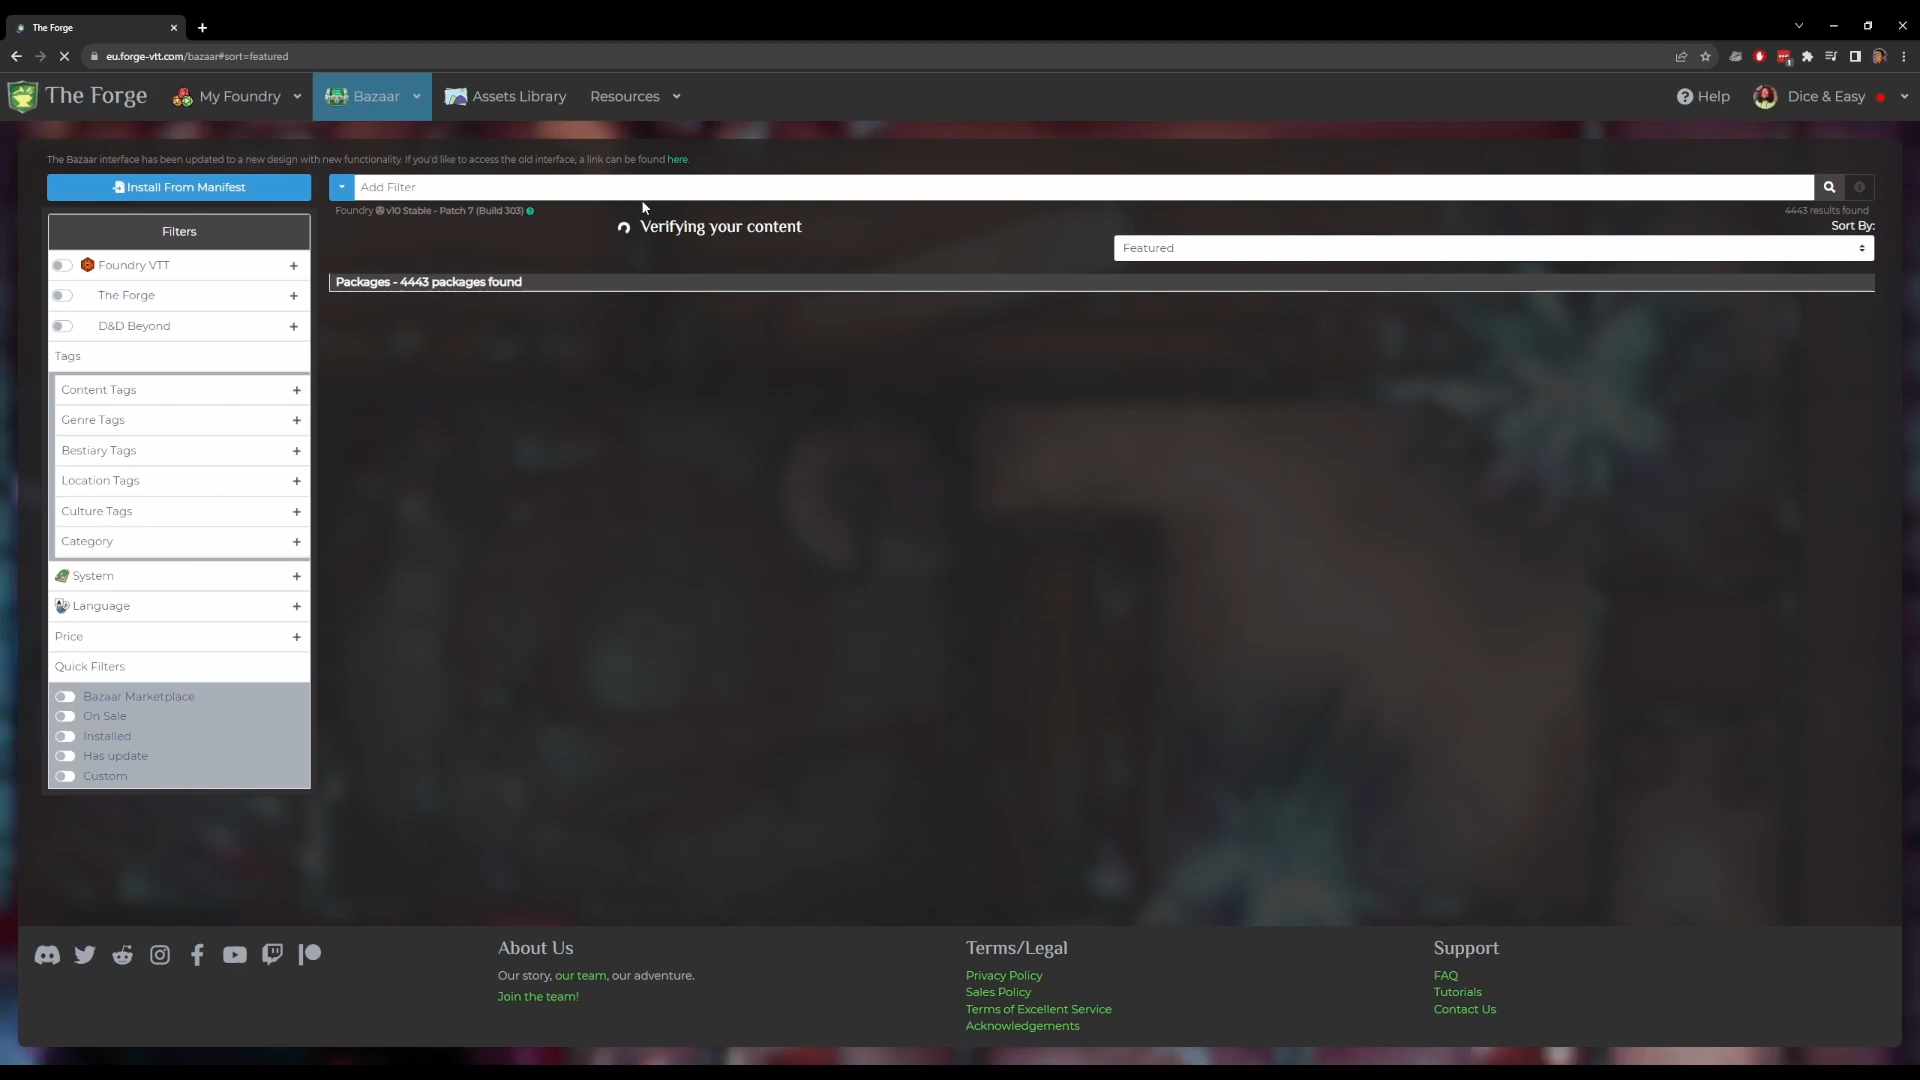 The Forge
eu.forge-vtt.com/bazaar#sort=featured
The Forge
My Foundry
Bazaar
Assets Library
Resources
Help
Dice & Easy
The Bazaar interface has been updated to a new design with new functionality. If you'd like to access the old interface, a link can be found here.
Install From Manifest
Add Filter
Foundry v10 Stable - Patch 7 (Build 303)
4443 results found
Verifying your content
Sort By:
Featured
Packages - 4443 packages found
Filters
Foundry VTT
The Forge
D&D Beyond
Tags
Content Tags
Genre Tags
Bestiary Tags
Location Tags
Culture Tags
Category
System
Language
Price
Quick Filters
Bazaar Marketplace
On Sale
Installed
Has update
Custom
About Us
Our story, our team, our adventure.
Join the team!
Terms/Legal
Privacy Policy
Sales Policy
Terms of Excellent Service
Acknowledgements
Support
FAQ
Tutorials
Contact Us